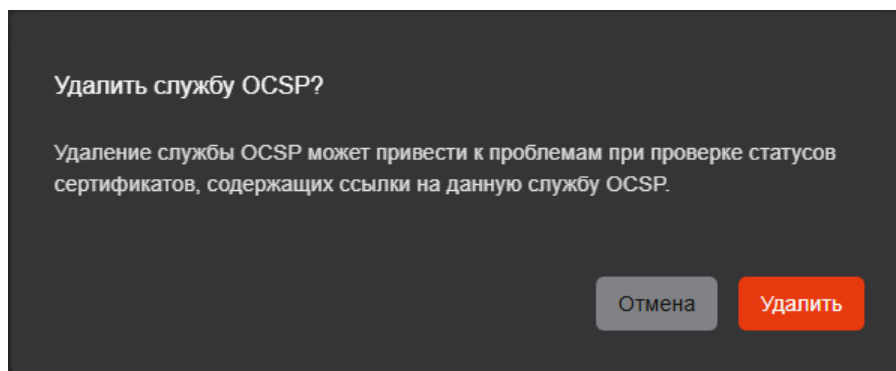 Удалить службу OCSP?
Удаление службы OCSP может привести к проблемам при проверке статусов
сертификатов, содержащих ссылки на данную службу OCSP.
Отмена
Удалить